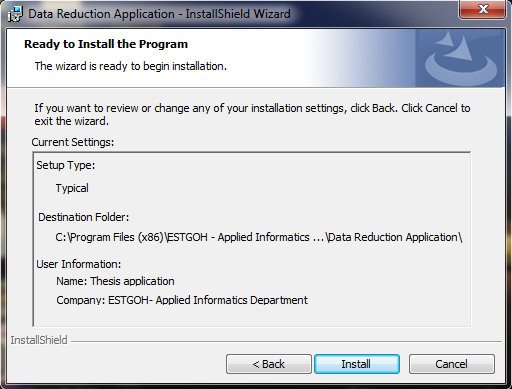 Data Reduction Application - InstallShield Wizard
Ready to Install the Program
The wizard is ready to begin installation.
If you want to review or change any of your installation settings, click Back. Click Cancel to
exit the wizard.
Current Settings:
Setup Type:
Typical
Destination Folder:
C:\Program Files (x86)\ESTGOH - Applied Informatics ...\Data Reduction Application\
User Information:
Name: Thesis application
Company: ESTGOH- Applied Informatics Department
InstallShield
< Back
Install
Cancel